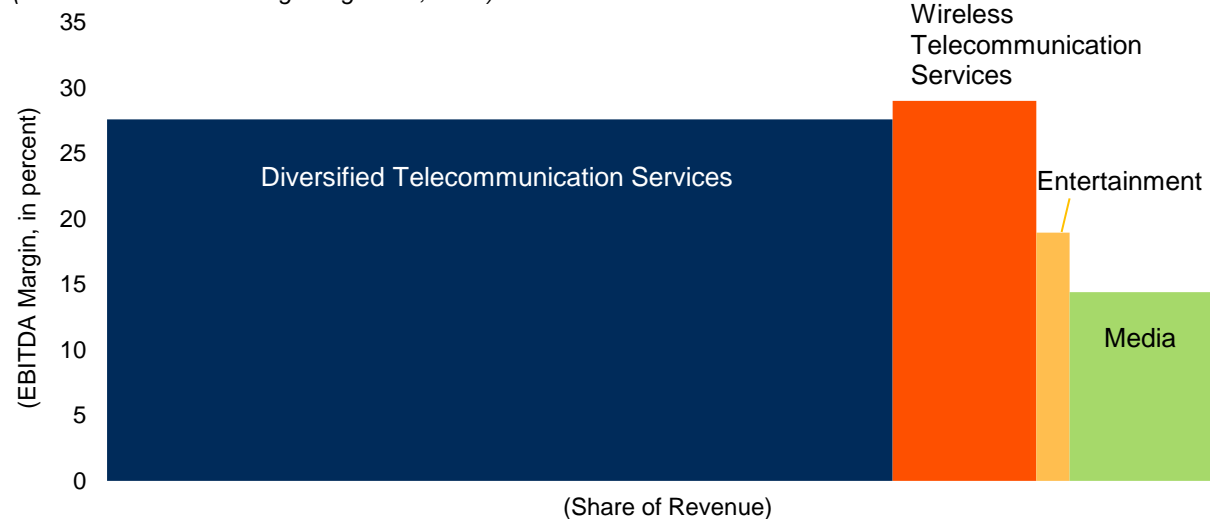 35
30
25
20
15
10
5
0
(EBITDA Margin, in percent)
Diversified Telecommunication Services
Wireless
Telecommunication
Services
Entertainment
Media
(Share of Revenue)